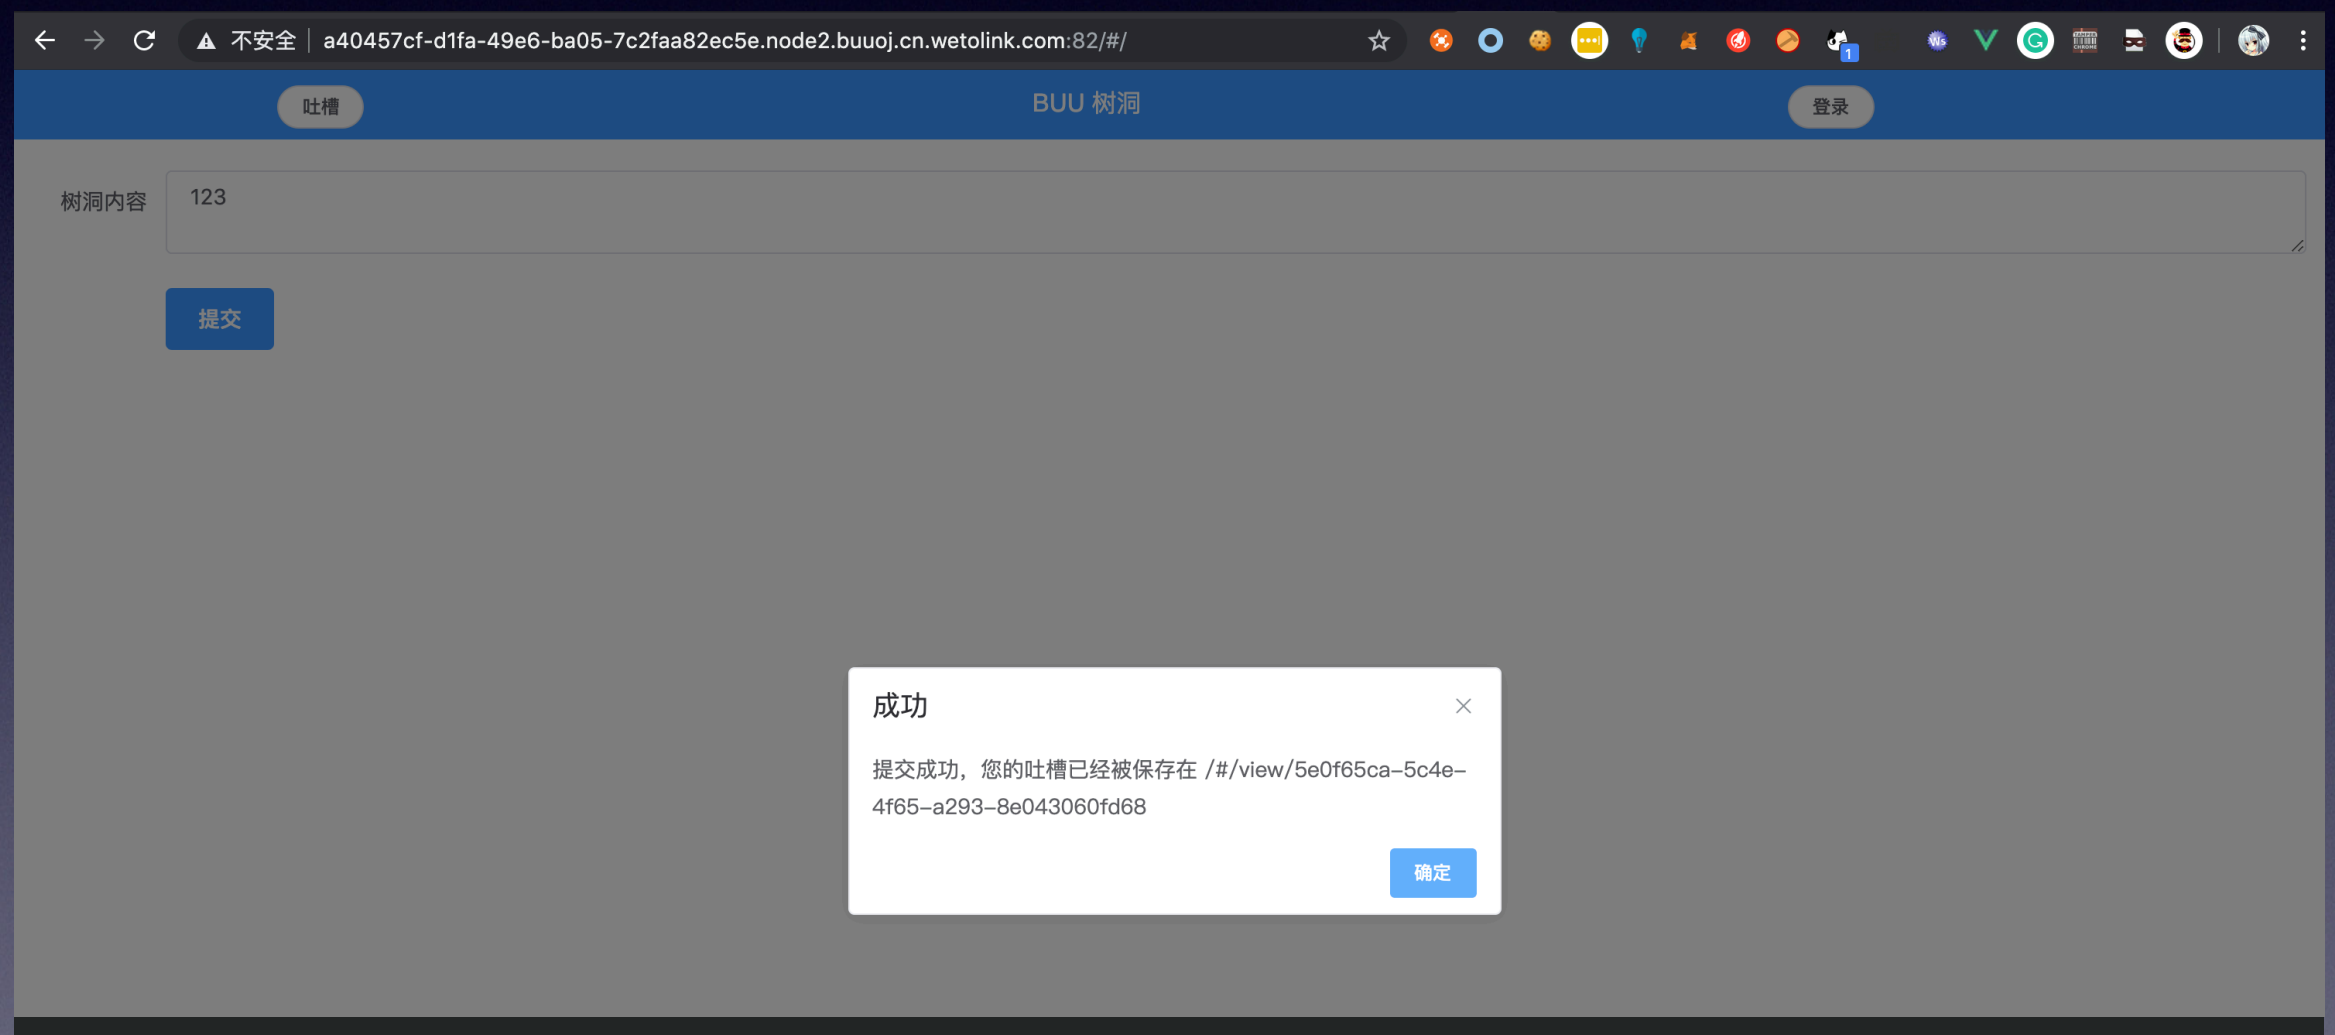 不安全 a40457cf-d1fa-49e6-ba05-7c2faa82ec5e.node2.buuoj.cn.wetolink.com:82/#/
1
Ws
吐槽
BUU 树洞
登录
树洞内容
123
提交
成功
提交成功，您的吐槽已经被保存在 /#/view/5e0f65ca-5c4e-
4f65-a293-8e043060fd68
确定